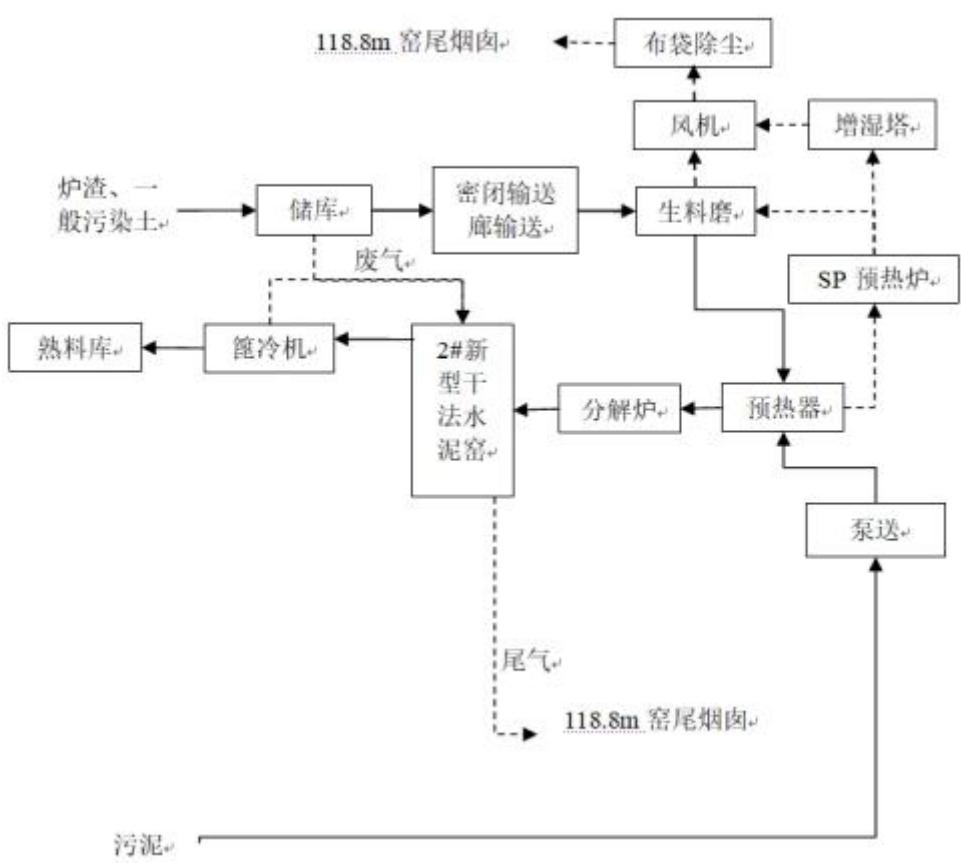 118.8m 窑尾烟囱
布袋除尘
风机
增湿塔
炉渣、一
般污染土
储库
密闭输送
廊输送
生料磨
废气
SP 预热炉
熟料库
篦冷机
2#新
型干
法水
泥窑
分解炉
预热器
泵送
尾气
118.8m 窑尾烟囱
污泥